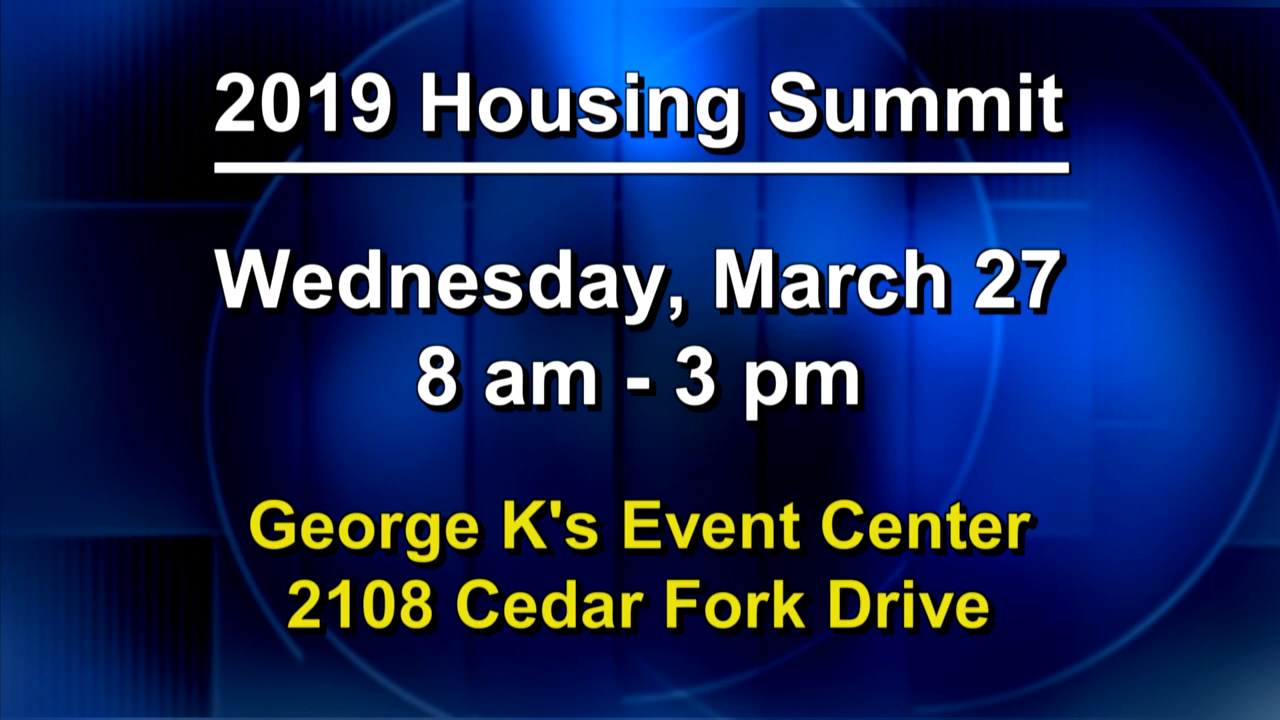 2019 Housing Summit
Wednesday, March 27
8 am - 3 pm
George K's Event Center
2108 Cedar Fork Drive